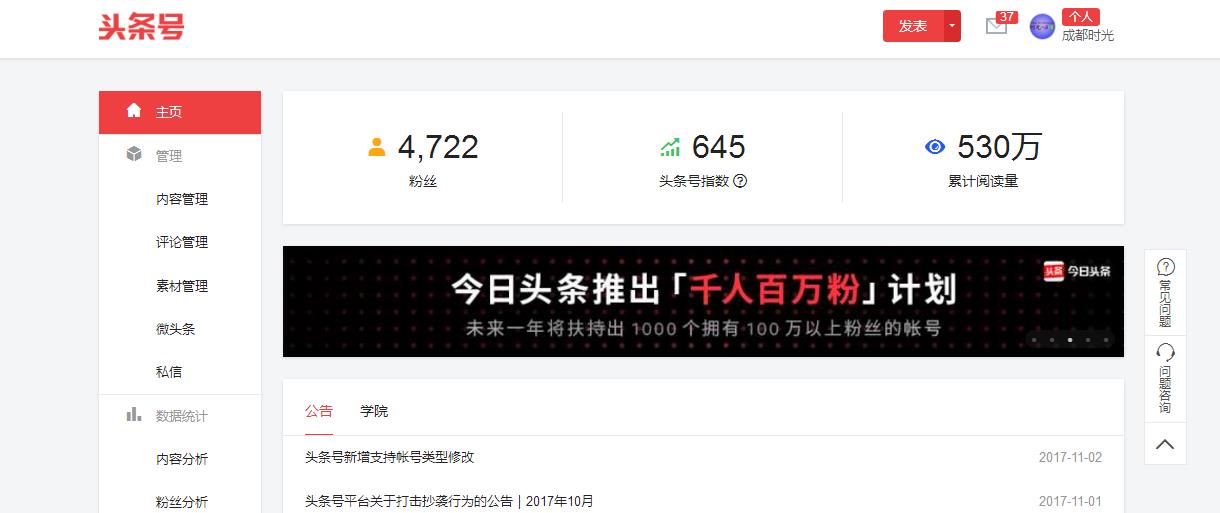 头条号
发表
37
个人
成都时光
主页
管理
内容管理
评论管理
素材管理
微头条
私信
数据统计
内容分析
粉丝分析
4,722
粉丝
645
头条号指数
530万
累计阅读量
头条 今日头条
今日头条推出「千人百万粉」计划
未来一年将扶持出 1000 个拥有 100 万以上粉丝的帐号
公告 学院
头条号新增支持帐号类型修改 2017-11-02
头条号平台关于打击抄袭行为的公告 | 2017年10月 2017-11-01
常见问题
问题咨询